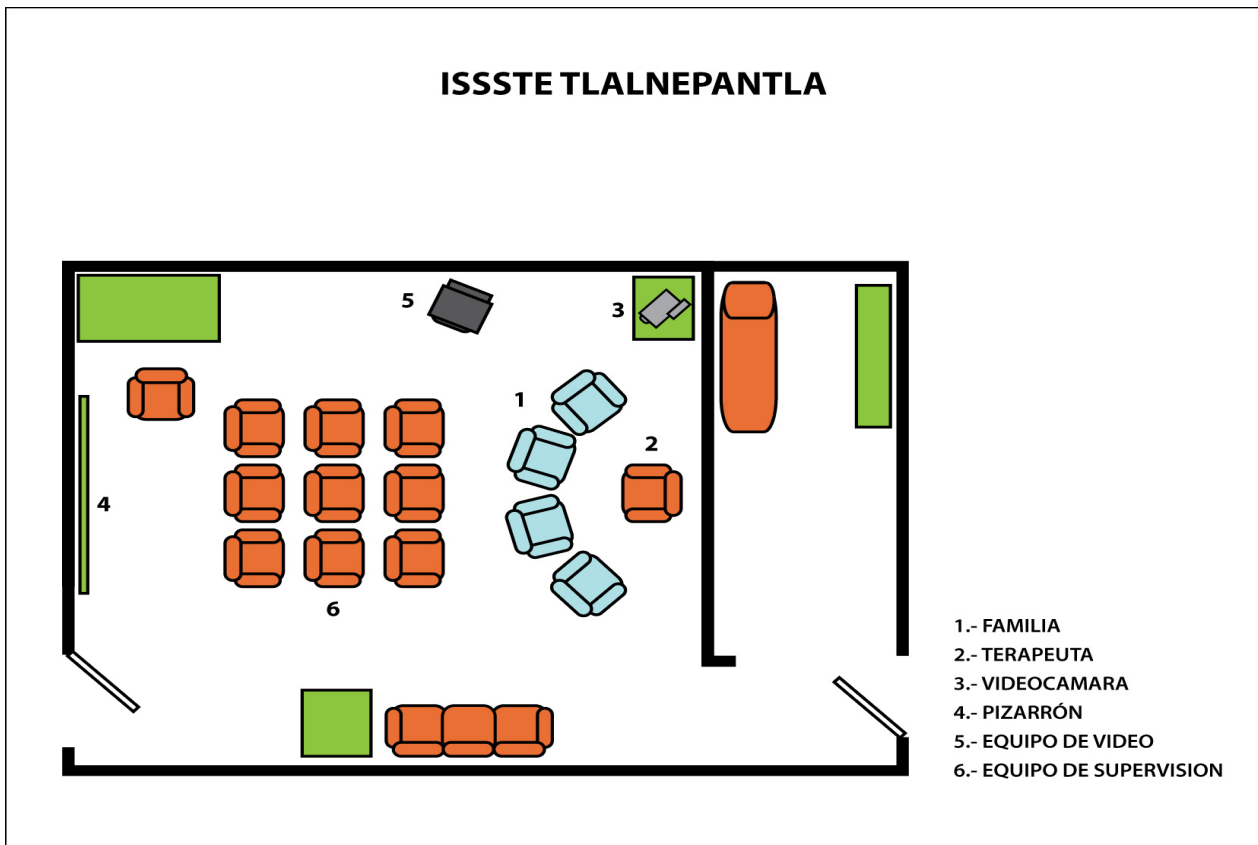 ISSSTE TLALNEPANTLA
5
3
1
2
4
6
1.- FAMILIA
2.- TERAPEUTA
3.- VIDEOCAMARA
4.- PIZARRÓN
5.- EQUIPO DE VIDEO
6.- EQUIPO DE SUPERVISION